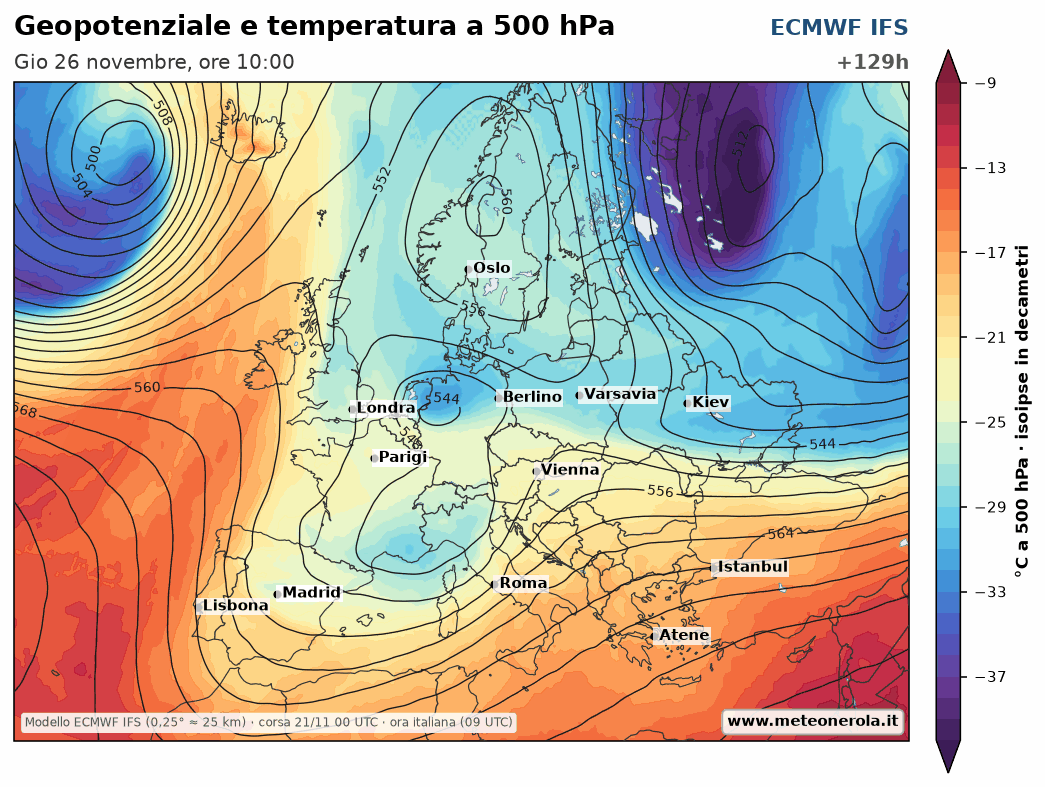 Geopotenziale e temperatura a 500 hPa
ECMWF IFS
Gio 26 novembre, ore 10:00
+129h
508
500
504
512
552
560
Oslo
556
560
568
544
Londra
Berlino
Varsavia
Kiev
548
544
Parigi
Vienna
556
564
Istanbul
Roma
Madrid
Lisbona
Atene
Modello ECMWF IFS (0,25° ≈ 25 km) · corsa 21/11 00 UTC · ora italiana (09 UTC)
www.meteonerola.it
−9
−13
−17
−21
−25
−29
−33
−37
°C a 500 hPa · isoipse in decametri